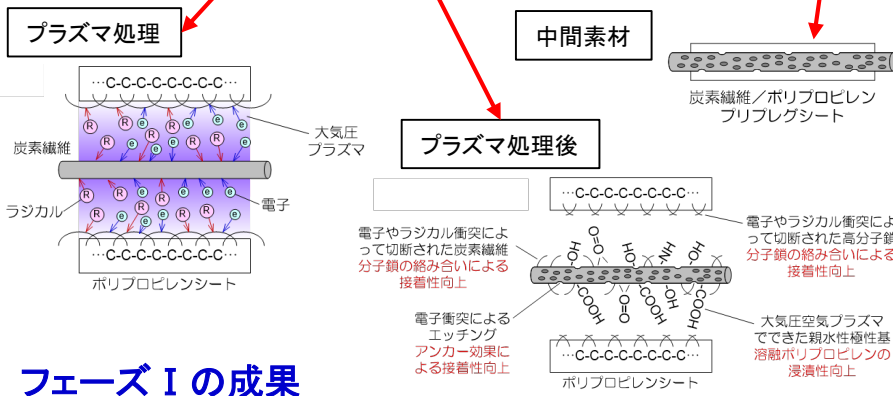 プラズマ処理
···C-C-C-C-C-C-C···
R
R
e
R
e
R
e
e
R
R
e
R
e
e
炭素繊維
大気圧
プラズマ
R
R
e
R
e
e
R
e
e
R
e
R
e
ラジカル
電子
···C-C-C-C-C-C-C···
ポリプロピレンシート
中間素材
炭素繊維／ポリプロピレン
プリプレグシート
プラズマ処理後
···C-C-C-C-C-C-C···
電子やラジカル衝突によ
って切断された炭素繊維
分子鎖の絡み合いによる
接着性向上
電子衝突による
エッチング
アンカー効果に
よる接着性向上
-OH
O=O
HO-
-NH
-OH
-COOH
O=O
-COOH
-OH
-COOH
電子やラジカル衝突によ
って切断された高分子鎖
分子鎖の絡み合いによる
接着性向上
大気圧空気プラズマ
でできた親水性極性基
溶融ポリプロピレンの
浸漬性向上
···C-C-C-C-C-C-C···
ポリプロピレンシート
フェーズⅠの成果